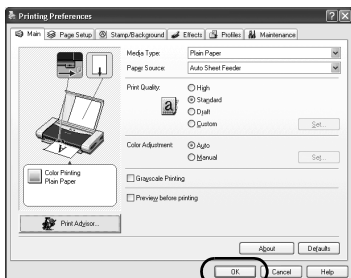 Printing Preferences
Main Page Setup Stamp/Background Effects Profiles Maintenance
Media Type: Plain Paper
Paper Source: Auto Sheet Feeder
Print Quality: High
Standard
Draft
Custom Set...
Color Adjustment: Auto
Manual Set...
Color Printing
Plain Paper
Grayscale Printing
Preview before printing
Print Advisor...
About Defaults
OK Cancel Help